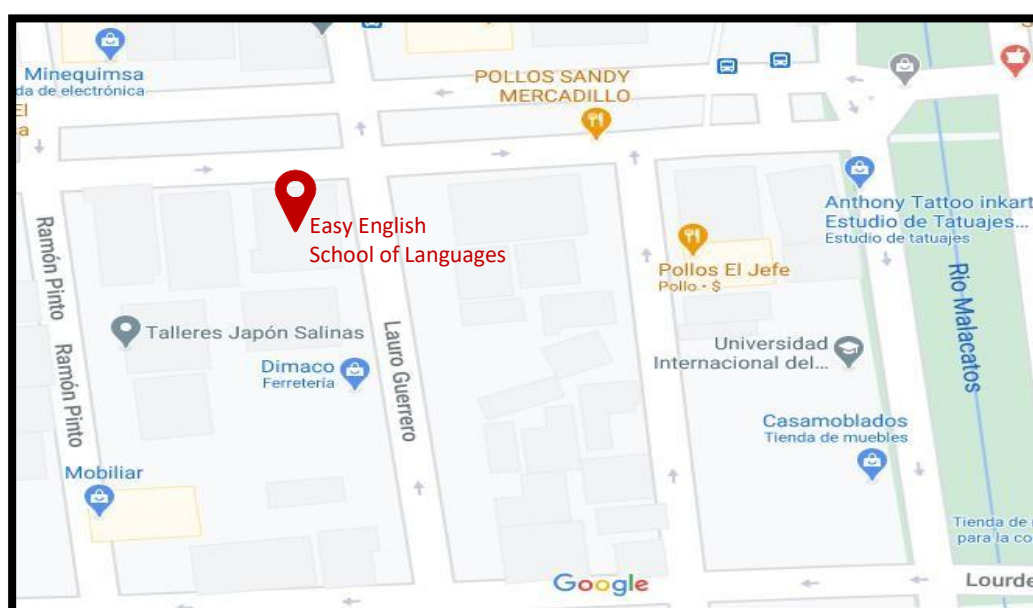 Minequimsa
da de electrónica
El
sa
POLLOS SANDY
MERCADILLO
Easy English
School of Languages
Anthony Tattoo inkart
Estudio de Tatuajes...
Estudio de tatuajes
Pollos El Jefe
Pollo · $
Ramón Pinto
Ramón Pinto
Talleres Japón Salinas
Dimaco
Ferretería
Lauro Guerrero
Universidad
Internacional del...
Rio Malacatos
Casamoblados
Tienda de muebles
Mobiliar
Tienda de
para la co
Google
Lourde